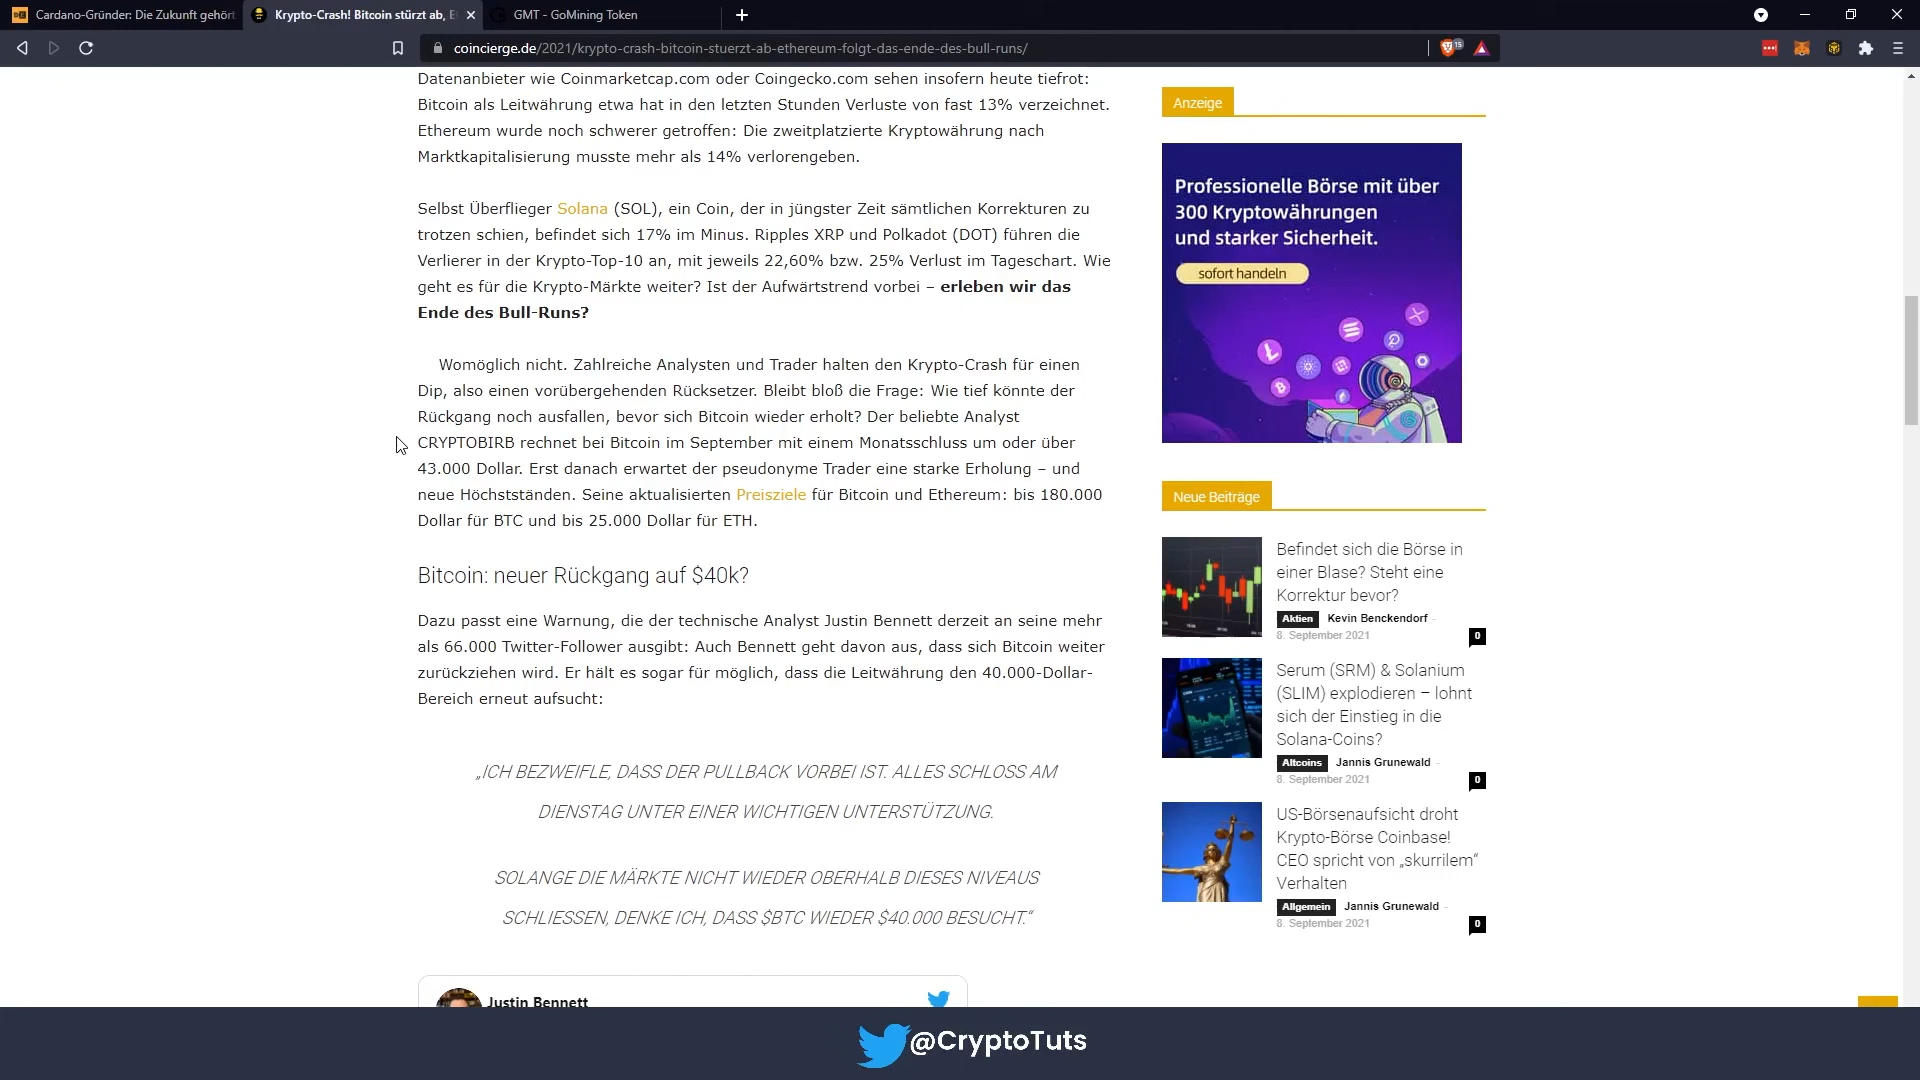 Cardano-Gründer: Die Zukunft gehört
Krypto-Crash! Bitcoin stürzt ab,
GMT - GoMining Token
coincierge.de/2021/krypto-crash-bitcoin-stuerzt-ab-ethereum-folgt-das-ende-des-bull-runs/
15
Datenanbieter wie Coinmarketcap.com oder Coingecko.com sehen insofern heute tiefrot:
Bitcoin als Leitwährung etwa hat in den letzten Stunden Verluste von fast 13% verzeichnet.
Ethereum wurde noch schwerer getroffen: Die zweitplatzierte Kryptowährung nach
Marktkapitalisierung musste mehr als 14% verlorengeben.
Selbst Überflieger Solana (SOL), ein Coin, der in jüngster Zeit sämtlichen Korrekturen zu
trotzen schien, befindet sich 17% im Minus. Ripples XRP und Polkadot (DOT) führen die
Verlierer in der Krypto-Top-10 an, mit jeweils 22,60% bzw. 25% Verlust im Tageschart. Wie
geht es für die Krypto-Märkte weiter? Ist der Aufwärtstrend vorbei – erleben wir das
Ende des Bull-Runs?
Womöglich nicht. Zahlreiche Analysten und Trader halten den Krypto-Crash für einen
Dip, also einen vorübergehenden Rücksetzer. Bleibt bloß die Frage: Wie tief könnte der
Rückgang noch ausfallen, bevor sich Bitcoin wieder erholt? Der beliebte Analyst
CRYPTOBIRB rechnet bei Bitcoin im September mit einem Monatsschluss um oder über
43.000 Dollar. Erst danach erwartet der pseudonyme Trader eine starke Erholung – und
neue Höchstständen. Seine aktualisierten Preisziele für Bitcoin und Ethereum: bis 180.000
Dollar für BTC und bis 25.000 Dollar für ETH.
Bitcoin: neuer Rückgang auf $40k?
Dazu passt eine Warnung, die der technische Analyst Justin Bennett derzeit an seine mehr
als 66.000 Twitter-Follower ausgibt: Auch Bennett geht davon aus, dass sich Bitcoin weiter
zurückziehen wird. Er hält es sogar für möglich, dass die Leitwährung den 40.000-Dollar-
Bereich erneut aufsucht:
„ICH BEZWEIFLE, DASS DER PULLBACK VORBEI IST. ALLES SCHLOSS AM
DIENSTAG UNTER EINER WICHTIGEN UNTERSTÜTZUNG.
SOLANGE DIE MÄRKTE NICHT WIEDER OBERHALB DIESES NIVEAUS
SCHLIESSEN, DENKE ICH, DASS $BTC WIEDER $40.000 BESUCHT.“
Justin Bennett
Anzeige
Professionelle Börse mit über
300 Kryptowährungen
und starker Sicherheit.
sofort handeln
Neue Beiträge
Befindet sich die Börse in
einer Blase? Steht eine
Korrektur bevor?
Aktien Kevin Benckendorf -
8. September 2021
0
Serum (SRM) & Solanium
(SLIM) explodieren – lohnt
sich der Einstieg in die
Solana-Coins?
Altcoins Jannis Grunewald -
8. September 2021
0
US-Börsenaufsicht droht
Krypto-Börse Coinbase!
CEO spricht von „skurrilem“
Verhalten
Allgemein Jannis Grunewald -
8. September 2021
0
@CryptoTuts